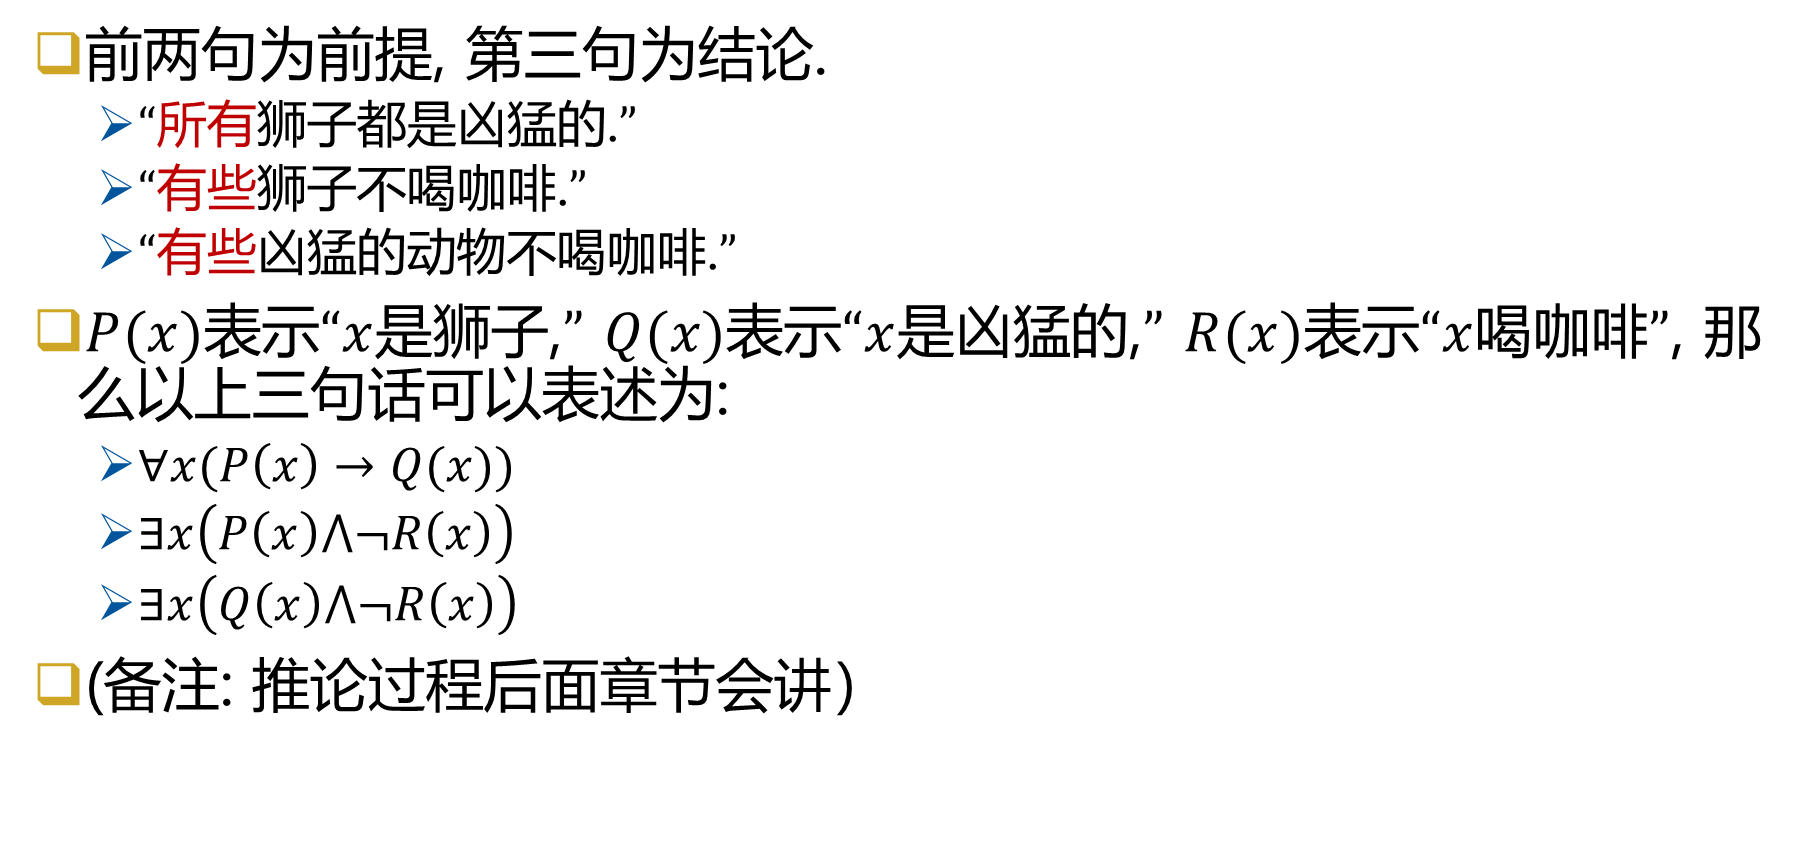 前两句为前提, 第三句为结论.
“所有狮子都是凶猛的.”
“有些狮子不喝咖啡.”
“有些凶猛的动物不喝咖啡.”
P(x)表示“x是狮子,” Q(x)表示“x是凶猛的,” R(x)表示“x喝咖啡”, 那
么以上三句话可以表述为:
∀x(P(x) → Q(x))
∃x(P(x)⋀¬R(x))
∃x(Q(x)⋀¬R(x))
(备注: 推论过程后面章节会讲)